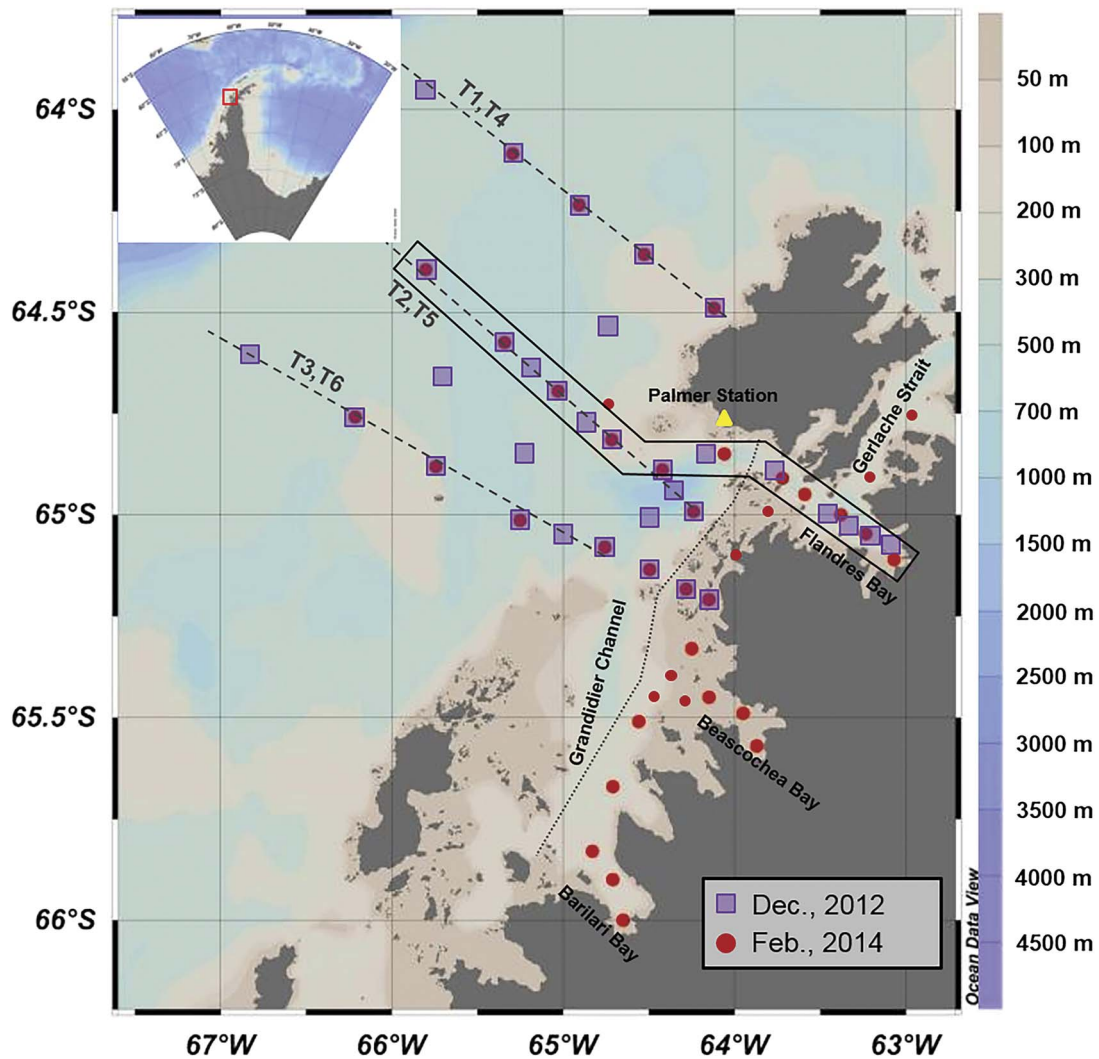 64°S
64.5°S
65°S
65.5°S
66°S
67°W
66°W
65°W
64°W
63°W
T1,T4
T2,T5
T3,T6
Palmer Station
Gerlache Strait
Flandres Bay
Grandidier Channel
Beascochea Bay
Barilari Bay
Dec., 2012
Feb., 2014
50 m
100 m
200 m
300 m
500 m
700 m
1000 m
1500 m
2000 m
2500 m
3000 m
3500 m
4000 m
4500 m
Ocean Data View